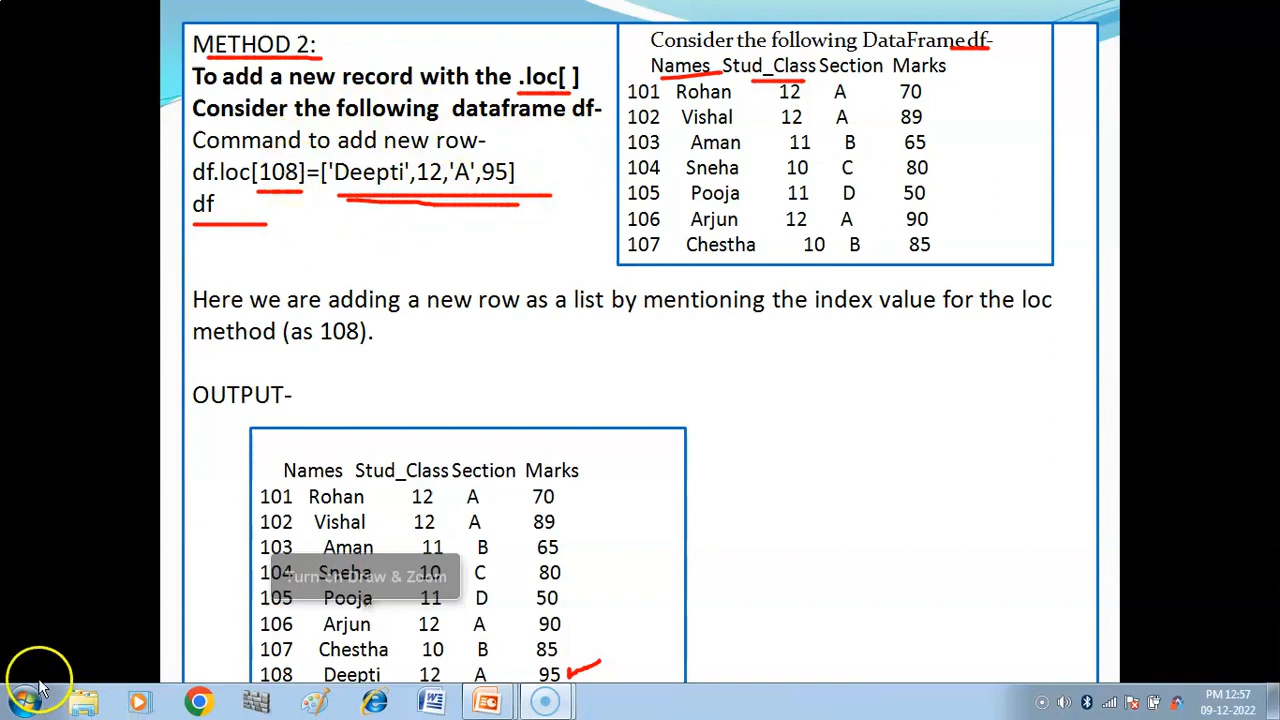 METHOD 2:
To add a new record with the .loc[ ]
Consider the following dataframe df-
Command to add new row-
df.loc[108]=['Deepti',12,'A',95]
df
Consider the following DataFrame df-
Names Stud_Class Section Marks
101 Rohan 12 A 70
102 Vishal 12 A 89
103 Aman 11 B 65
104 Sneha 10 C 80
105 Pooja 11 D 50
106 Arjun 12 A 90
107 Chestha 10 B 85
Here we are adding a new row as a list by mentioning the index value for the loc
method (as 108).
OUTPUT-
Names Stud_Class Section Marks
101 Rohan 12 A 70
102 Vishal 12 A 89
103 Aman 11 B 65
104 Sneha 10 C 80
Turn on Draw & Zoom
105 Pooja 11 D 50
106 Arjun 12 A 90
107 Chestha 10 B 85
108 Deepti 12 A 95
PM 12:57
09-12-2022